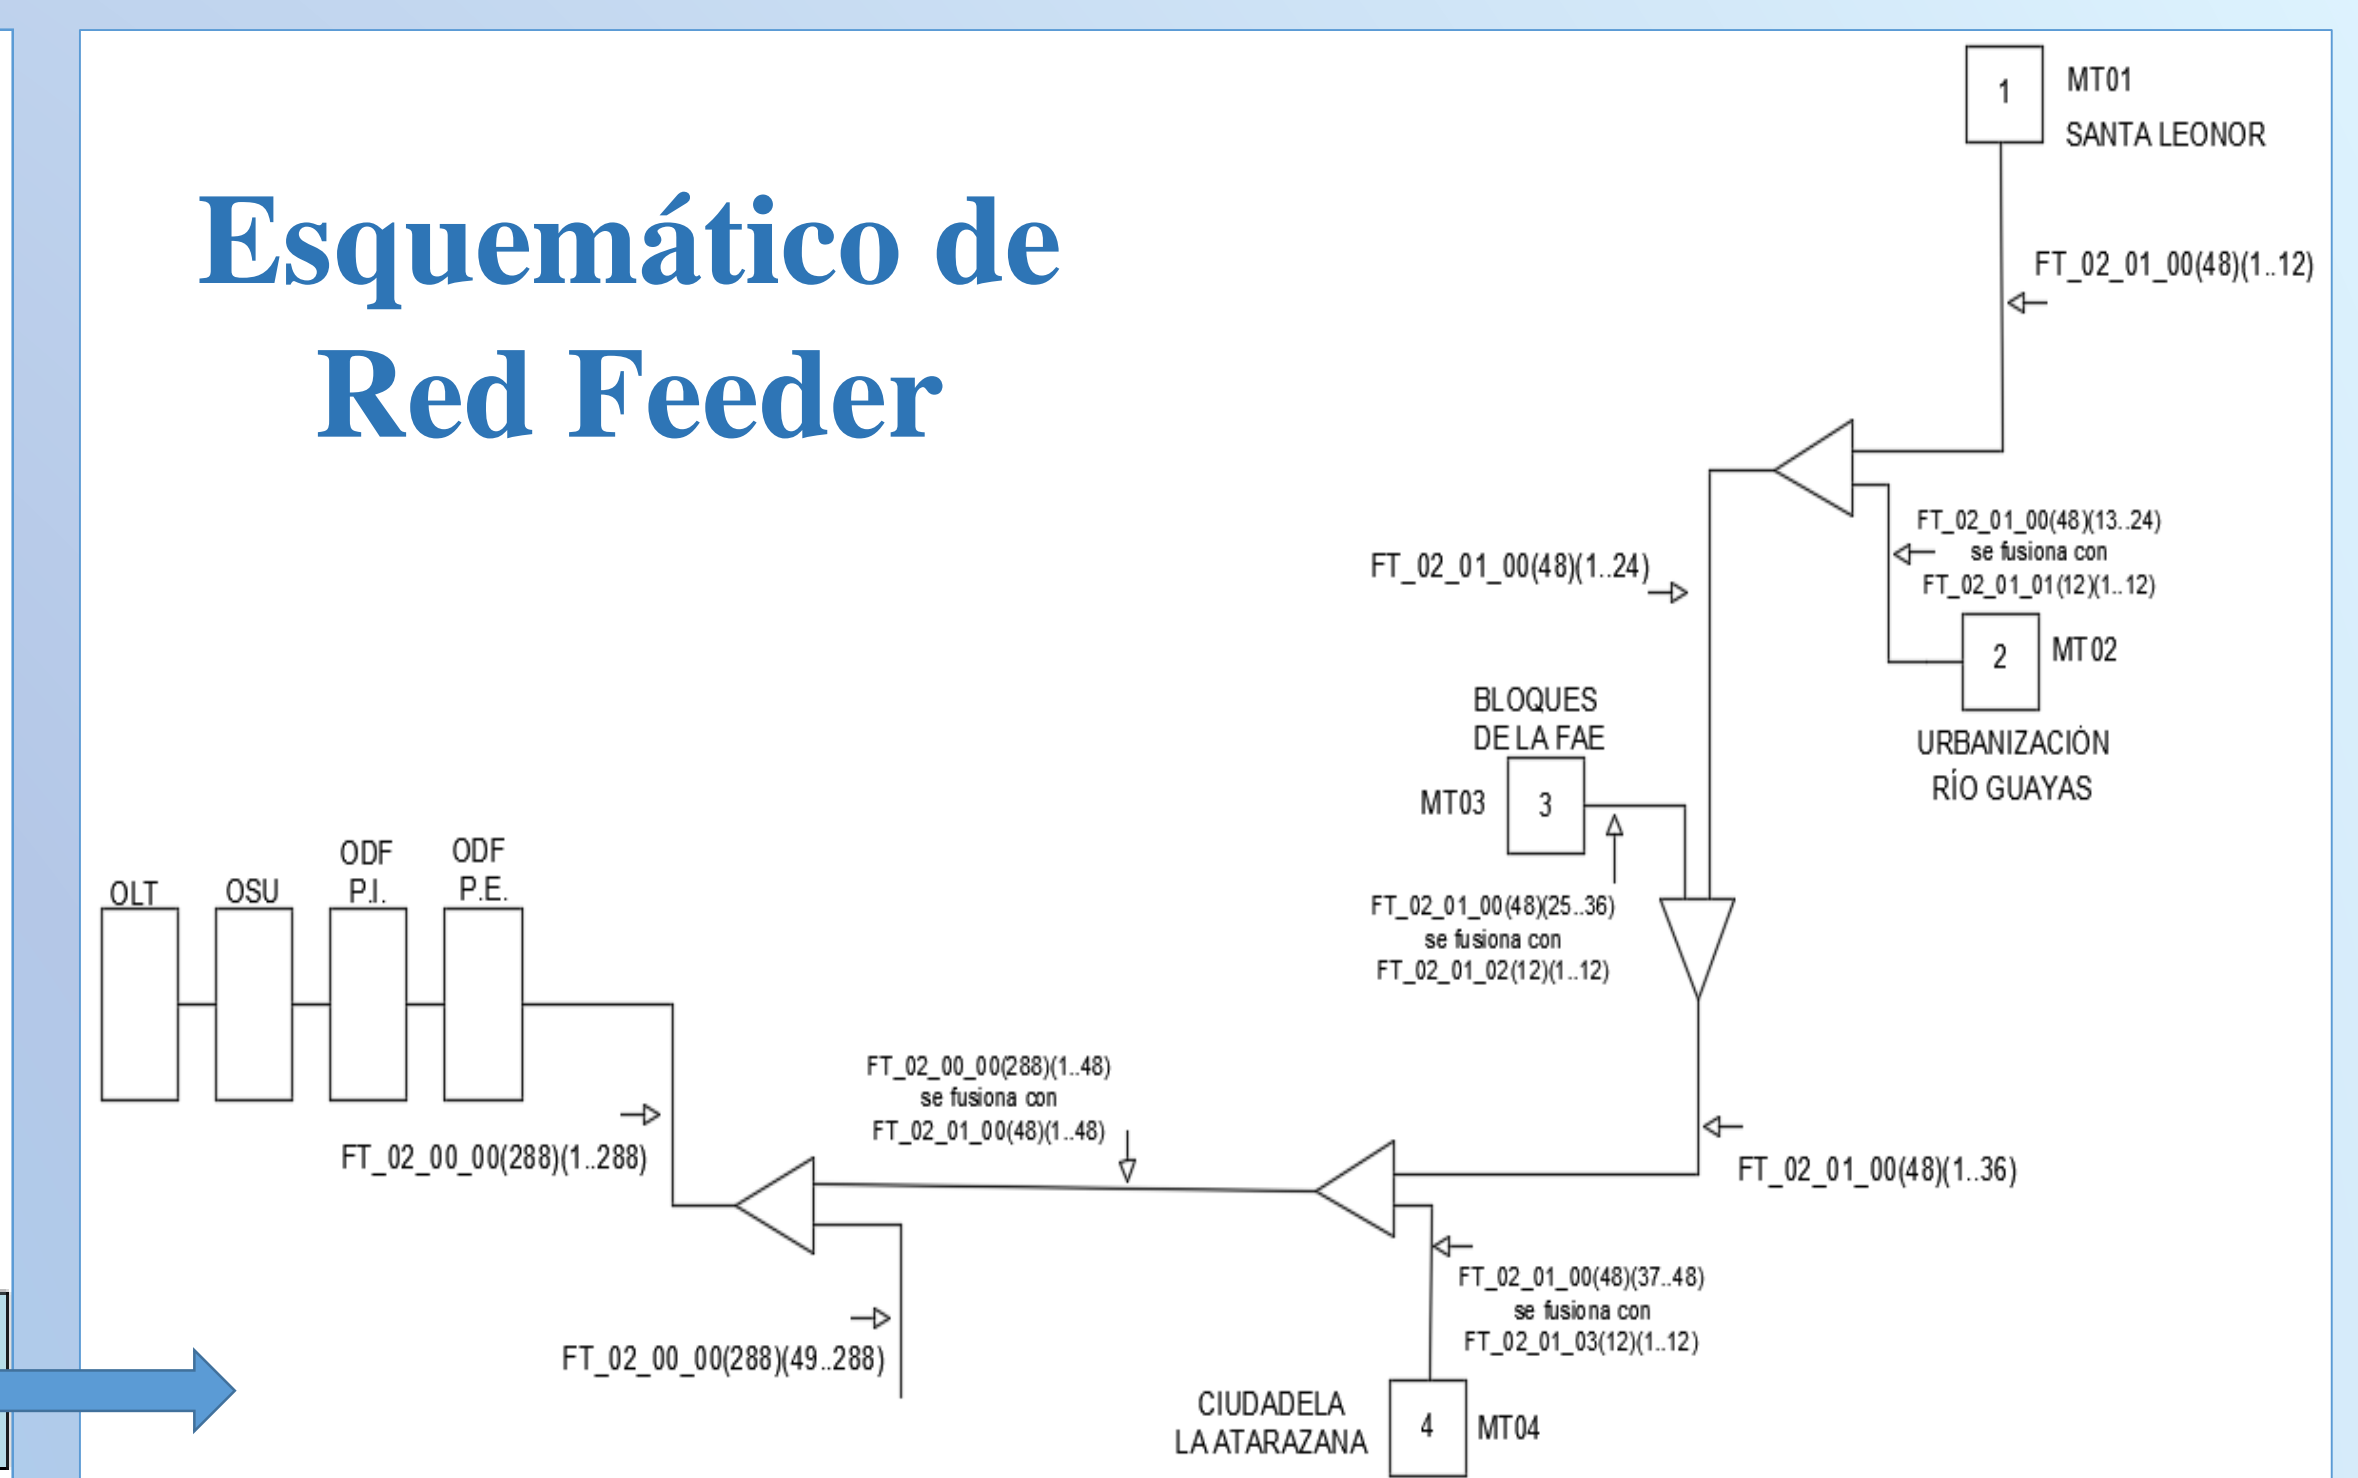 Esquemático de
Red Feeder
1
MT01
SANTA LEONOR
FT_02_01_00(48)(1..12)
FT_02_01_00(48)(13..24)
se fusiona con
FT_02_01_01(12)(1..12)
FT_02_01_00(48)(1..24)
2
MT02
URBANIZACIÓN
RÍO GUAYAS
BLOQUES
DE LA FAE
MT03
3
FT_02_01_00(48)(25..36)
se fusiona con
FT_02_01_02(12)(1..12)
OLT
OSU
ODF
P.I.
ODF
P.E.
FT_02_00_00(288)(1..288)
FT_02_00_00(288)(1..48)
se fusiona con
FT_02_01_00(48)(1..48)
FT_02_01_00(48)(1..36)
FT_02_00_00(288)(49..288)
FT_02_01_00(48)(37..48)
se fusiona con
FT_02_01_03(12)(1..12)
CIUDADELA
LA ATARAZANA
4
MT04